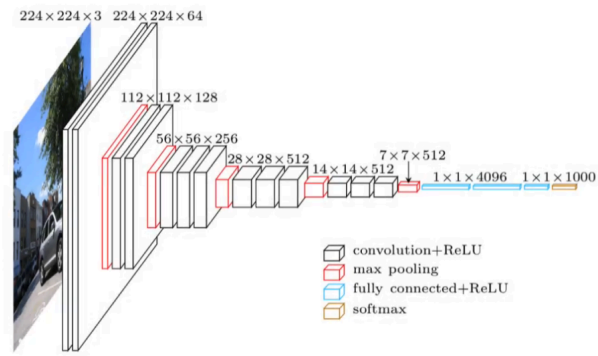 224×224×3
224×224×64
112×112×128
56×56×256
28×28×512
14×14×512
7×7×512
1×1×4096
1×1×1000
convolution+ReLU
max pooling
fully connected+ReLU
softmax